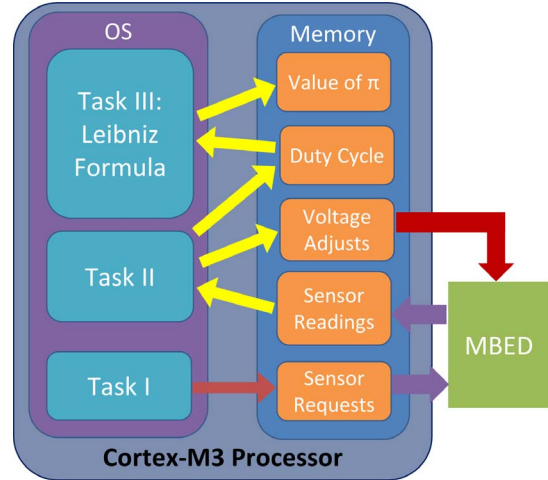 OS
Memory
Task III:
Leibniz
Formula
Value of π
Duty Cycle
Voltage
Adjusts
Task II
Sensor
Readings
MBED
Task I
Sensor
Requests
Cortex-M3 Processor